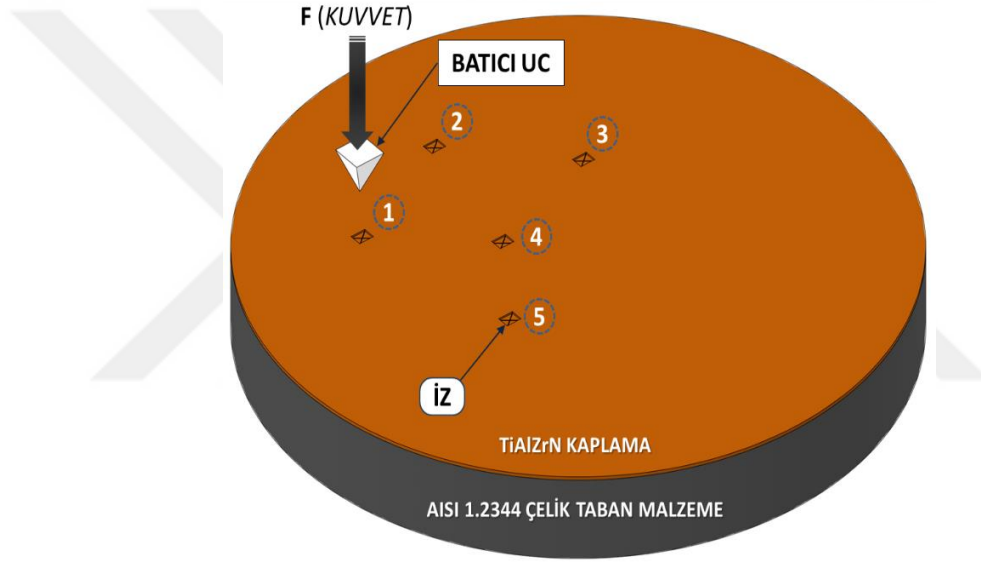 F (KUVVET)
BATICI UC
2
3
1
4
5
İZ
TiAlZrN KAPLAMA
AISI 1.2344 ÇELİK TABAN MALZEME